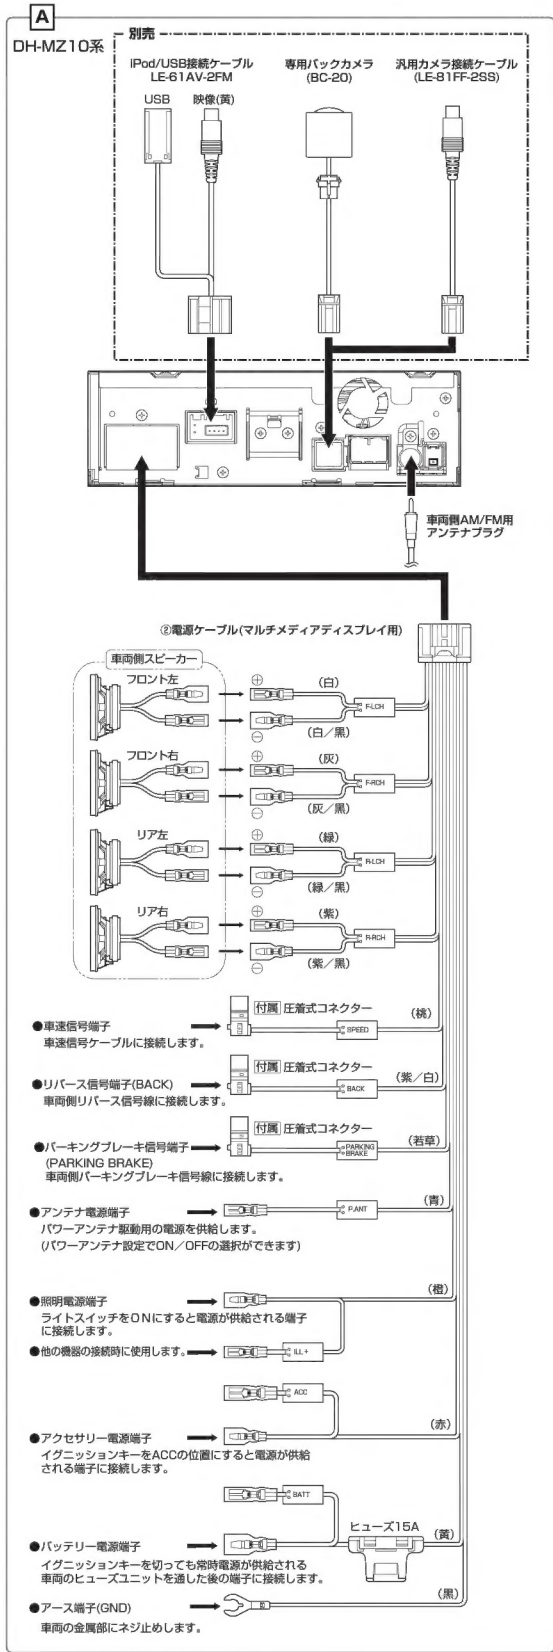 A
DH-MZ10系
別売
iPod/USB接続ケーブル
LE-61AV-2FM
USB 映像(黄)
専用バックカメラ
(BC-20)
汎用カメラ接続ケーブル
(LE-81FF-2SS)
車両側AM/FM用
アンテナプラグ
②電源ケーブル(マルチメディアディスプレイ用)
車両側スピーカー
フロント左
⊕
(白)
F-LCH
⊖
(白/黒)
フロント右
⊕
(灰)
F-RCH
⊖
(灰/黒)
リア左
⊕
(緑)
R-LCH
⊖
(緑/黒)
リア右
⊕
(紫)
R-RCH
⊖
(紫/黒)
●車速信号端子
車速信号ケーブルに接続します。
付属 圧着式コネクター
SPEED
(桃)
●リバース信号端子(BACK)
車両側リバース信号線に接続します。
付属 圧着式コネクター
BACK
(紫/白)
●パーキングブレーキ信号端子
(PARKING BRAKE)
車両側パーキングブレーキ信号線に接続します。
付属 圧着式コネクター
PARKING
BRAKE
(若草)
●アンテナ電源端子
パワーアンテナ駆動用の電源を供給します。
(パワーアンテナ設定でON/OFFの選択ができます)
P.ANT
(青)
●照明電源端子
ライトスイッチをONにすると電源が供給される端子
に接続します。
(橙)
●他の機器の接続時に使用します。
ILL+
ACC
●アクセサリー電源端子
イグニッションキーをACCの位置にすると電源が供給
される端子に接続します。
(赤)
BATT
●バッテリー電源端子
イグニッションキーを切っても常時電源が供給される
車両のヒューズユニットを通した後の端子に接続します。
ヒューズ15A
(黄)
●アース端子(GND)
車両の金属部にネジ止めします。
(黒)